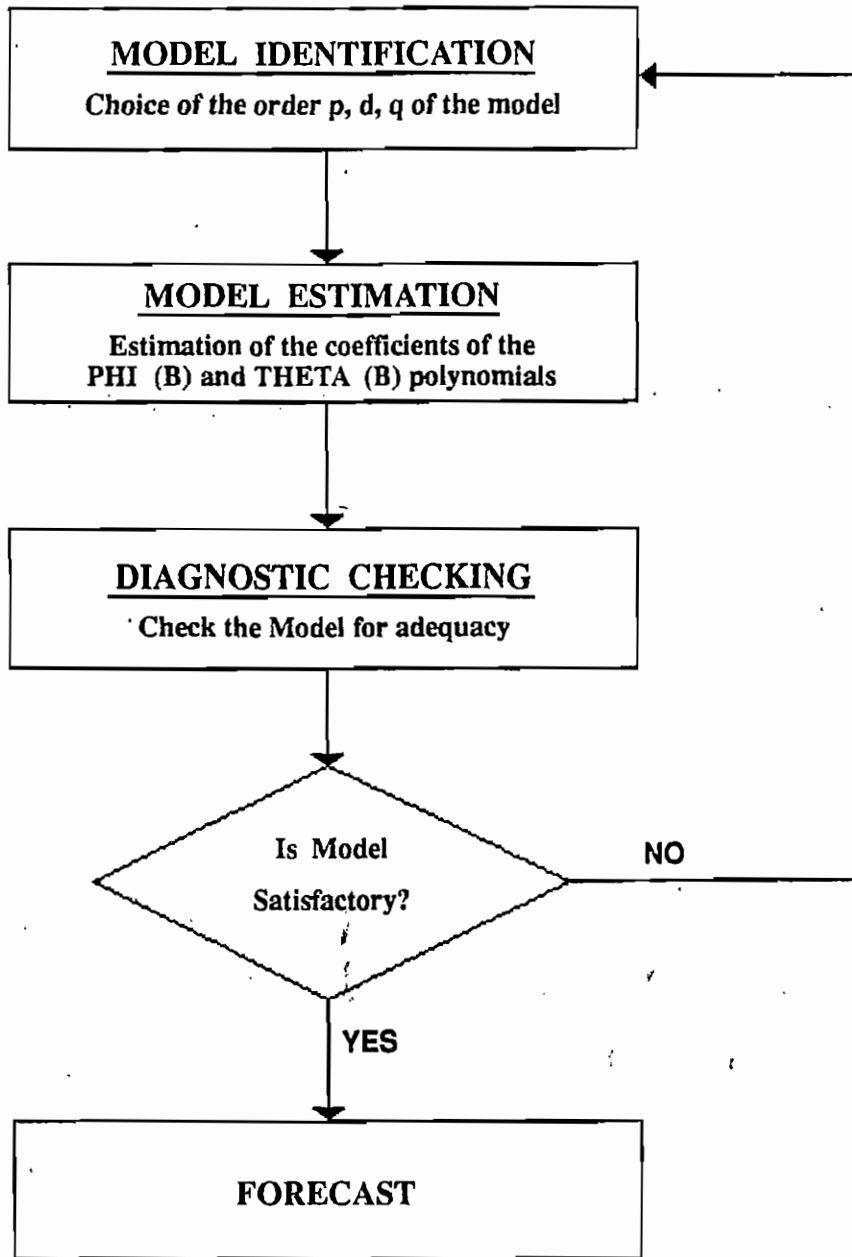 MODEL IDENTIFICATION
Choice of the order p, d, q of the model
MODEL ESTIMATION
Estimation of the coefficients of the
PHI (B) and THETA (B) polynomials
DIAGNOSTIC CHECKING
Check the Model for adequacy
Is Model
Satisfactory?
NO
YES
FORECAST